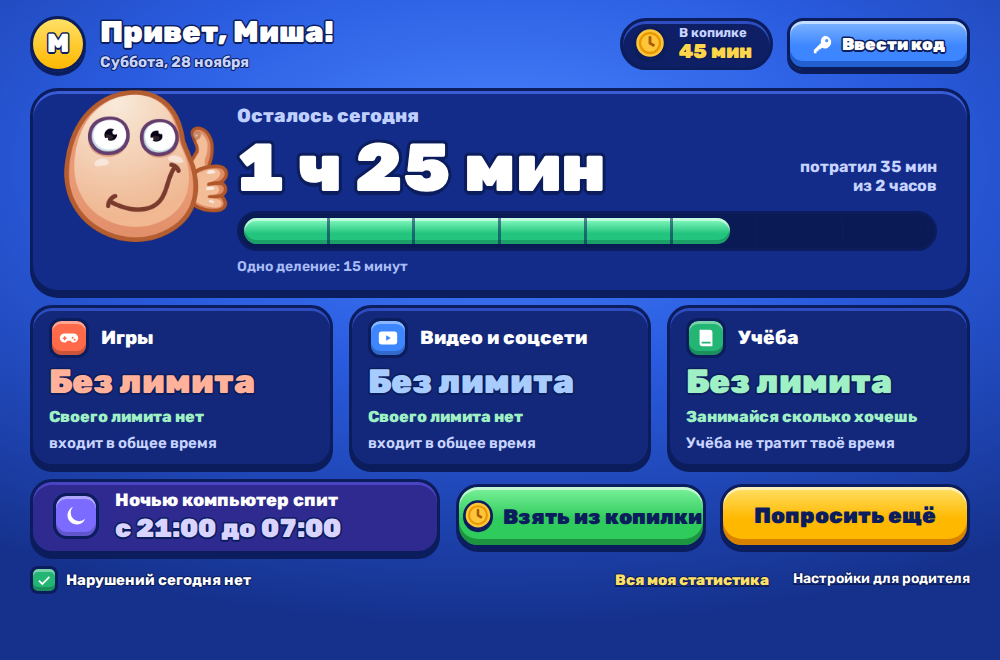 М
Привет, Миша!
Суббота, 28 ноября
В копилке
45 мин
Ввести код
Осталось сегодня
1 ч 25 мин
потратил 35 мин
из 2 часов
Одно деление: 15 минут
Игры
Без лимита
Своего лимита нет
входит в общее время
Видео и соцсети
Без лимита
Своего лимита нет
входит в общее время
Учёба
Без лимита
Занимайся сколько хочешь
Учёба не тратит твоё время
Ночью компьютер спит
с 21:00 до 07:00
Взять из копилки
Попросить ещё
Нарушений сегодня нет
Вся моя статистика
Настройки для родителя